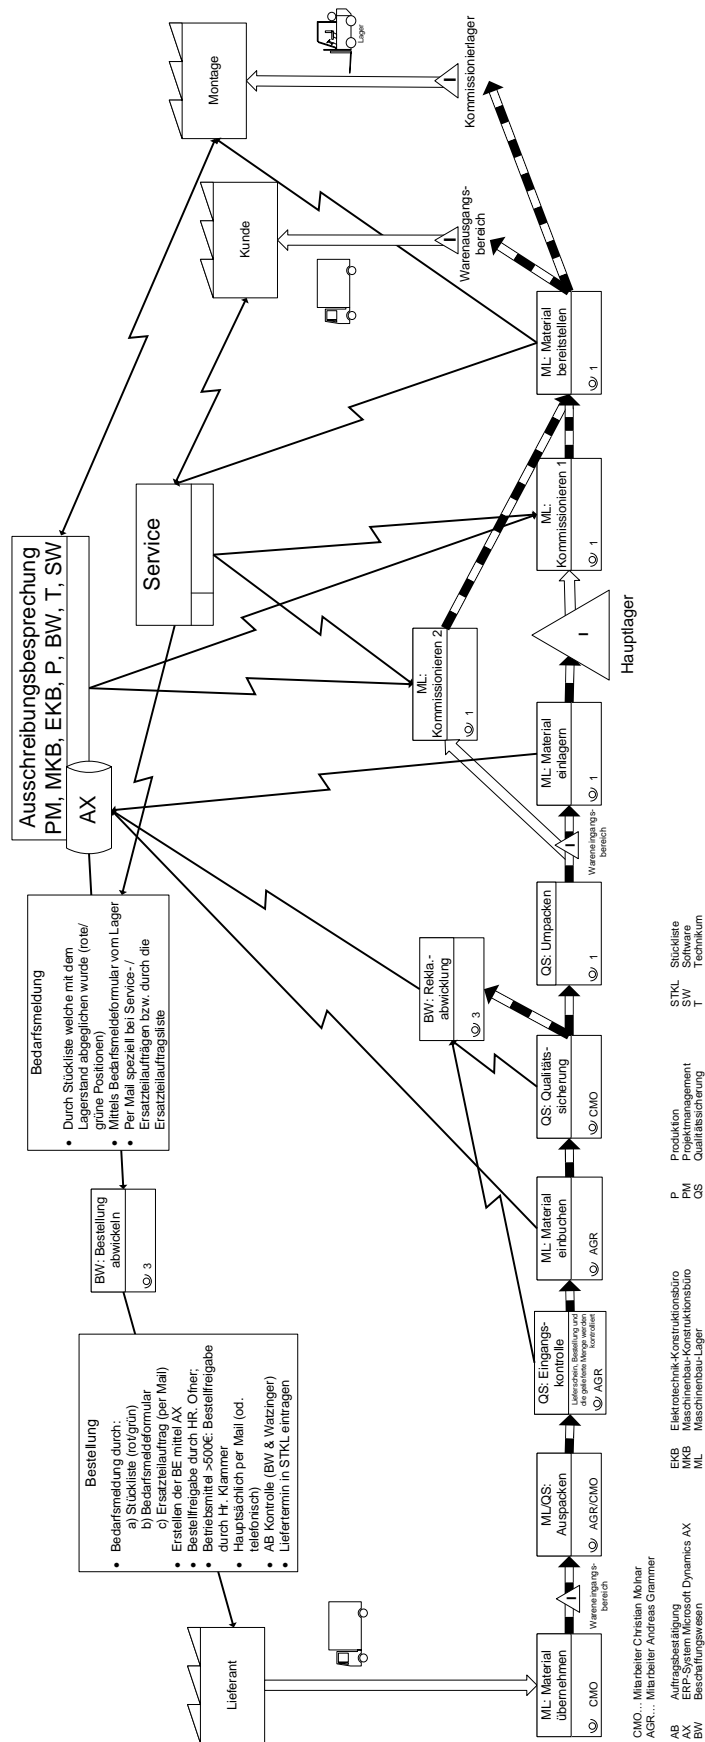 Lieferant
Bestellung
• Bedarfsmeldung durch:
a) Stückliste (rot/grün)
b) Bedarfsmeldeformular
c) Ersatzteilauftrag (per Mail)
• Erstellen der BE mittel AX
• Bestellfreigabe durch HR. Ofner;
• Betriebsmittel >500€: Bestellfreigabe
durch Hr. Klammer
• Hauptsächlich per Mail (od.
telefonisch)
• AB Kontrolle (BW & Watzinger)
• Liefertermin in STKL eintragen
BW: Bestellung
abwickeln
3
Bedarfsmeldung
• Durch Stückliste welche mit dem
Lagerstand abgeglichen wurde (rote/
grüne Positionen)
• Mittels Bedarfsmeldeformular vom Lager
• Per Mail speziell bei Service- /
Ersatzteilaufträgen bzw. durch die
Ersatzteilauftragsliste
Ausschreibungsbesprechung
PM, MKB, EKB, P, BW, T, SW
AX
Service
Kunde
Montage
Lager
ML: Material
übernehmen
CMO
I
Wareneingangs-
bereich
ML/QS:
Auspacken
AGR/CMO
QS: Eingangs-
kontrolle
Lieferschein, Bestellung und
die gelieferte Menge werden
kontrolliert
AGR
ML: Material
einbuchen
AGR
QS: Qualitäts-
sicherung
CMO
BW: Rekla.-
abwicklung
3
QS: Umpacken
1
I
Wareneingangs-
bereich
ML: Material
einlagern
1
I
Hauptlager
ML:
Kommissionieren 2
1
ML:
Kommissionieren 1
1
ML: Material
bereitstellen
1
I
Warenausgangs-
bereich
I
Kommissionierlager
CMO... Mitarbeiter Christian Molnar
AGR... Mitarbeiter Andreas Grammer
AB Auftragsbestätigung
AX ERP-System Microsoft Dynamics AX
BW Beschaffungswesen
EKB Elektrotechnik-Konstruktionsbüro
MKB Maschinenbau-Konstruktionsbüro
ML Maschinenbau-Lager
P Produktion
PM Projektmanagement
QS Qualitätssicherung
STKL Stückliste
SW Software
T Technikum